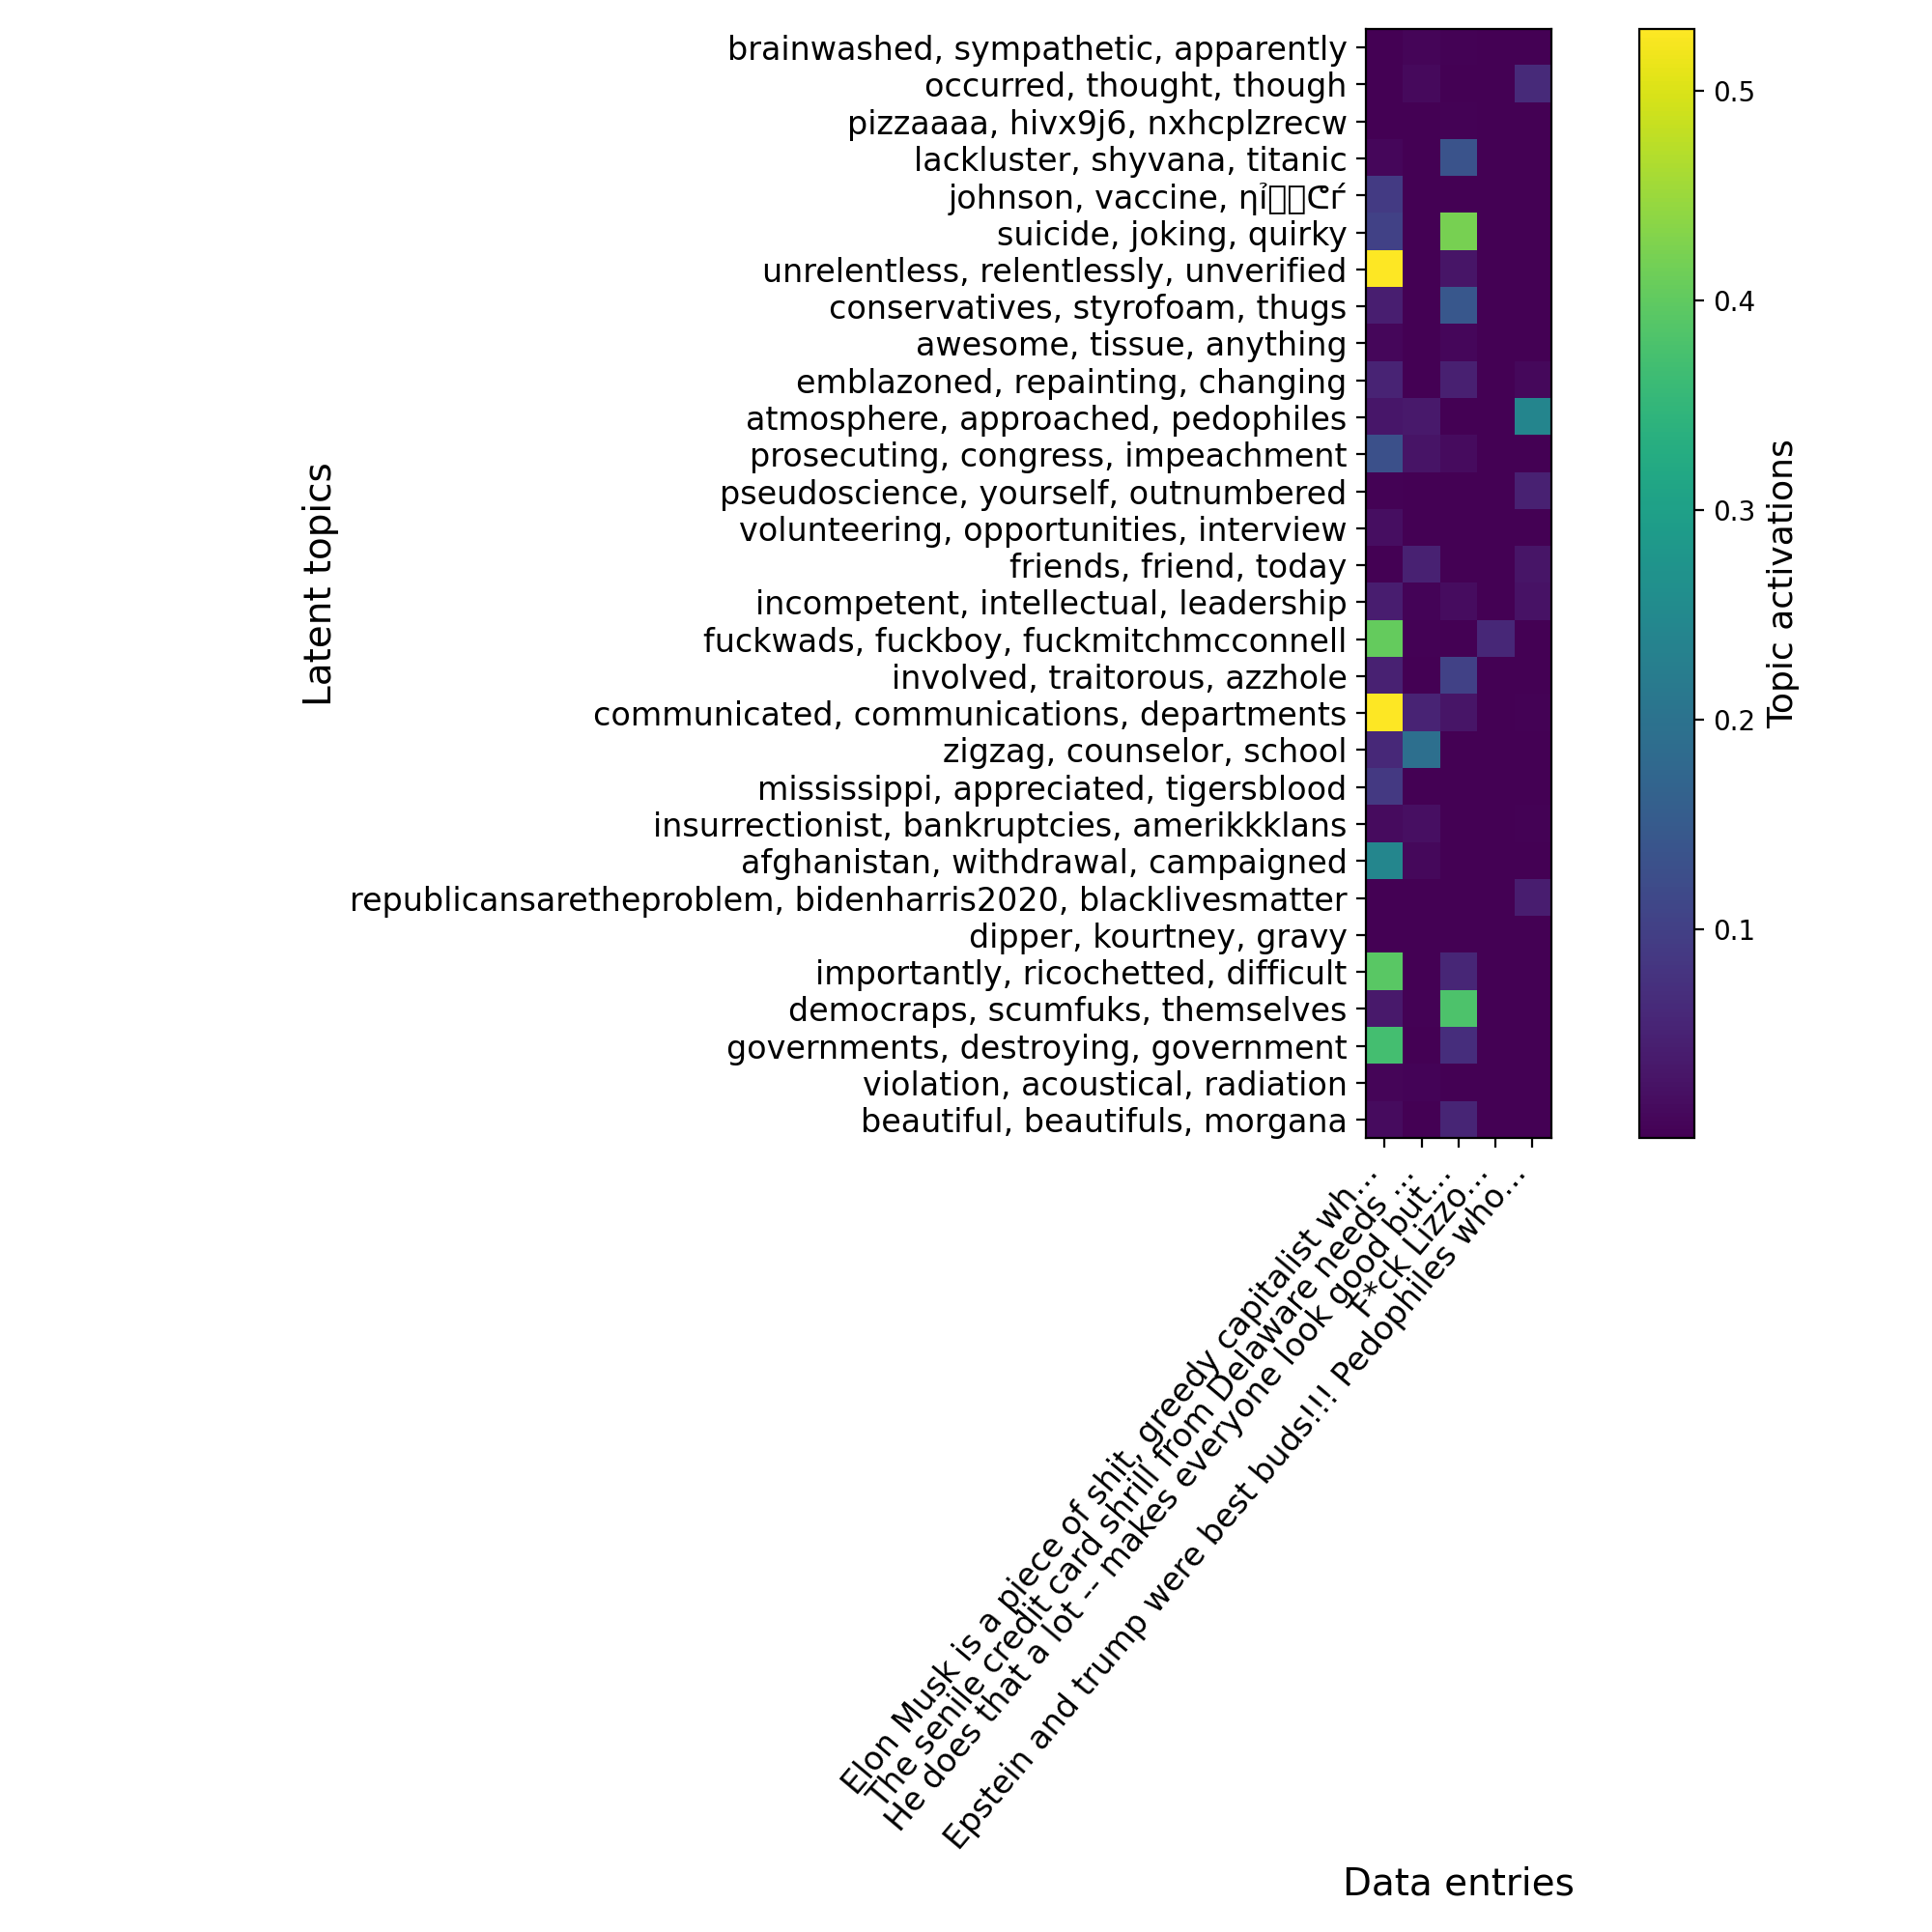 brainwashed, sympathetic, apparently
occurred, thought, though
pizzaaaa, hivx9j6, nxhcplzrecw
lackluster, shyvana, titanic
johnson, vaccine,
suicide, joking, quirky
unrelentless, relentlessly, unverified
conservatives, styrofoam, thugs
awesome, tissue, anything
emblazoned, repainting, changing
atmosphere, approached, pedophiles
prosecuting, congress, impeachment
pseudoscience, yourself, outnumbered
volunteering, opportunities, interview
friends, friend, today
incompetent, intellectual, leadership
fuckwads, fuckboy, fuckmitchmcconnell
involved, traitorous, azzhole
communicated, communications, departments
zigzag, counselor, school
mississippi, appreciated, tigersblood
insurrectionist, bankruptcies, amerikkklans
afghanistan, withdrawal, campaigned
republicansaretheproblem, bidenharris2020, blacklivesmatter
dipper, kourtney, gravy
importantly, ricochetted, difficult
democraps, scumfuks, themselves
governments, destroying, government
violation, acoustical, radiation
beautiful, beautifuls, morgana
Latent topics
Elon Musk is a piece of shit, greedy capitalist wh...
The senile credit card shrill from Delaware needs ...
He does that a lot -- makes everyone look good but...
F*ck Lizzo...
Epstein and trump were best buds!!! Pedophiles who...
Data entries
0.5
0.4
0.3
0.2
0.1
Topic activations